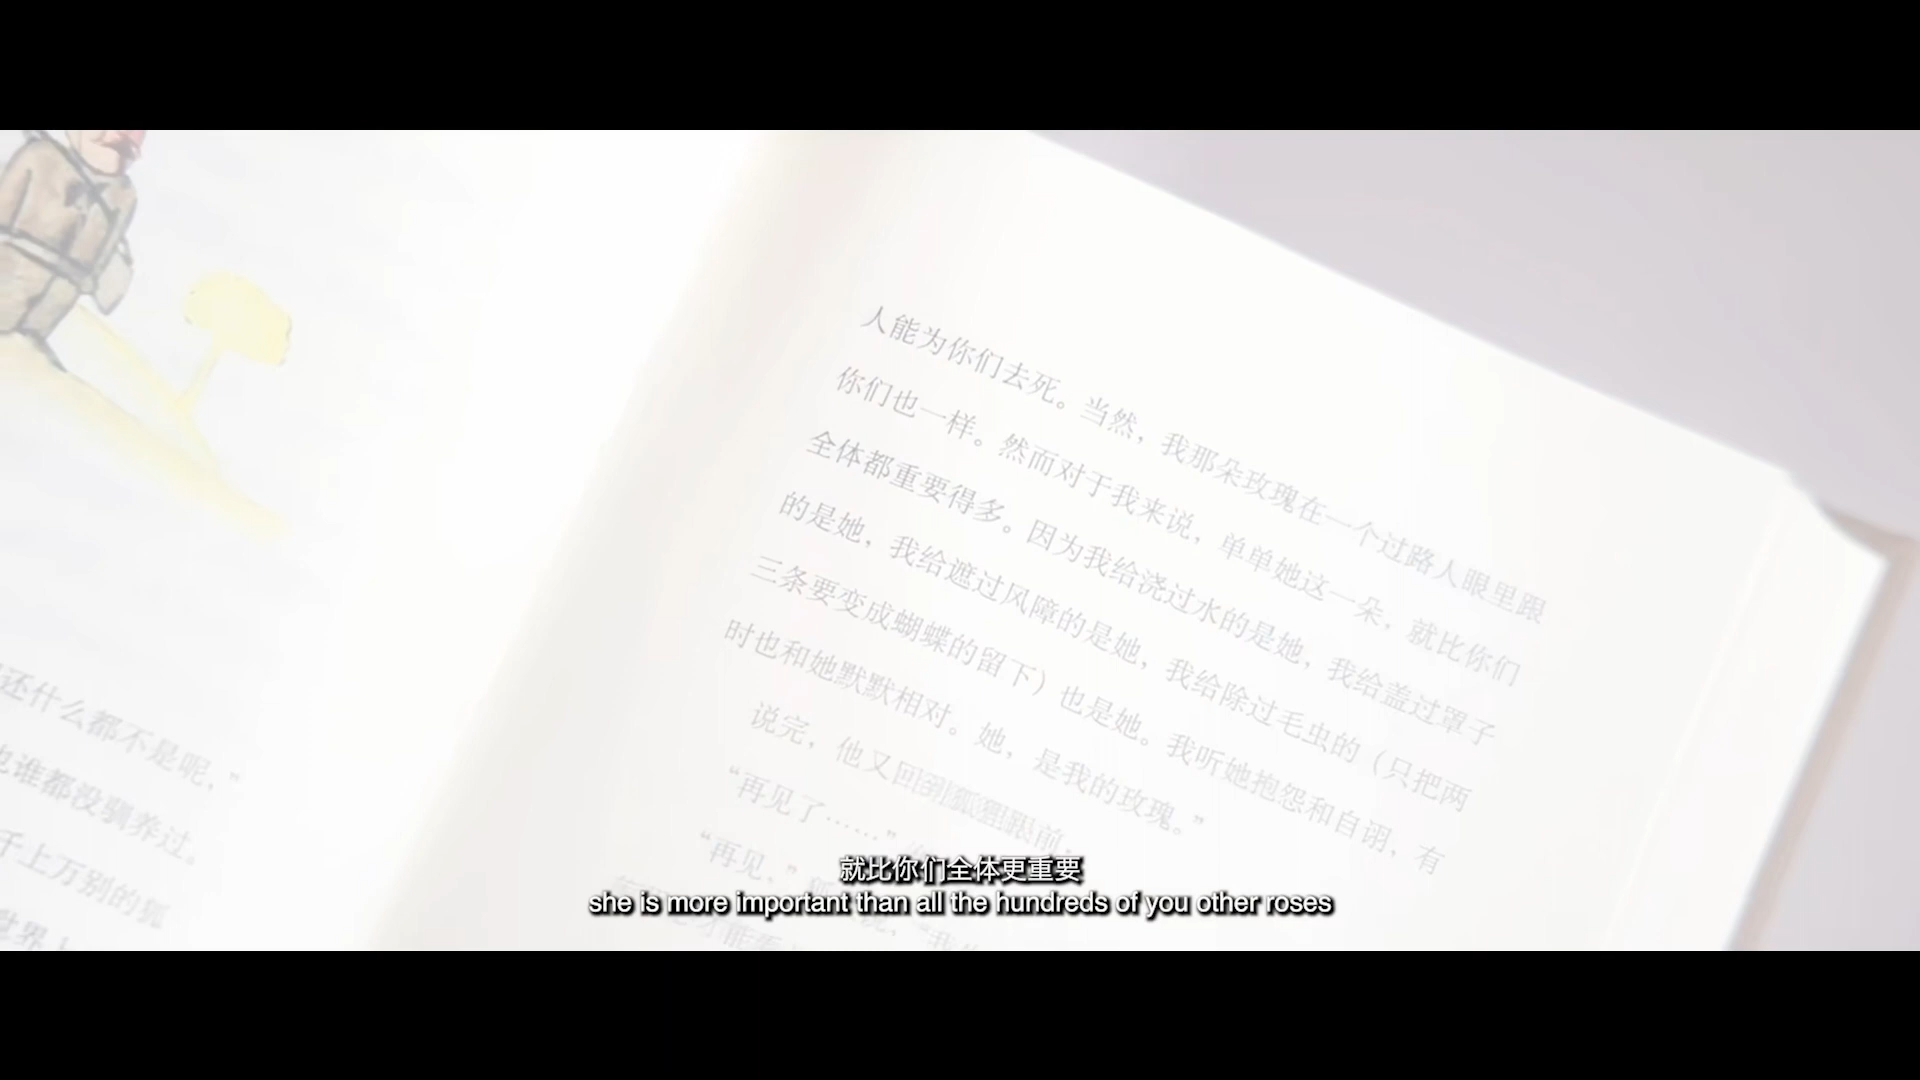 还什么都不是呢，”
也谁都没驯养过。
千上万别的狐
世界上
人能为你们去死。当然，我那朵玫瑰在一个过路人眼里跟
你们也一样。然而对于我来说，单单她这一朵，就比你们
全体都重要得多。因为我给浇过水的是她，我给盖过罩子
的是她，我给遮过风障的是她，我给除过毛虫的（只把两
三条要变成蝴蝶的留下）也是她。我听她抱怨和自诩，有
时也和她默默相对。她，是我的玫瑰。”
说完，他又回到狐狸跟前。
“再见了……”
“再见，”
就比你们全体更重要
she is more important than all the hundreds of you other roses